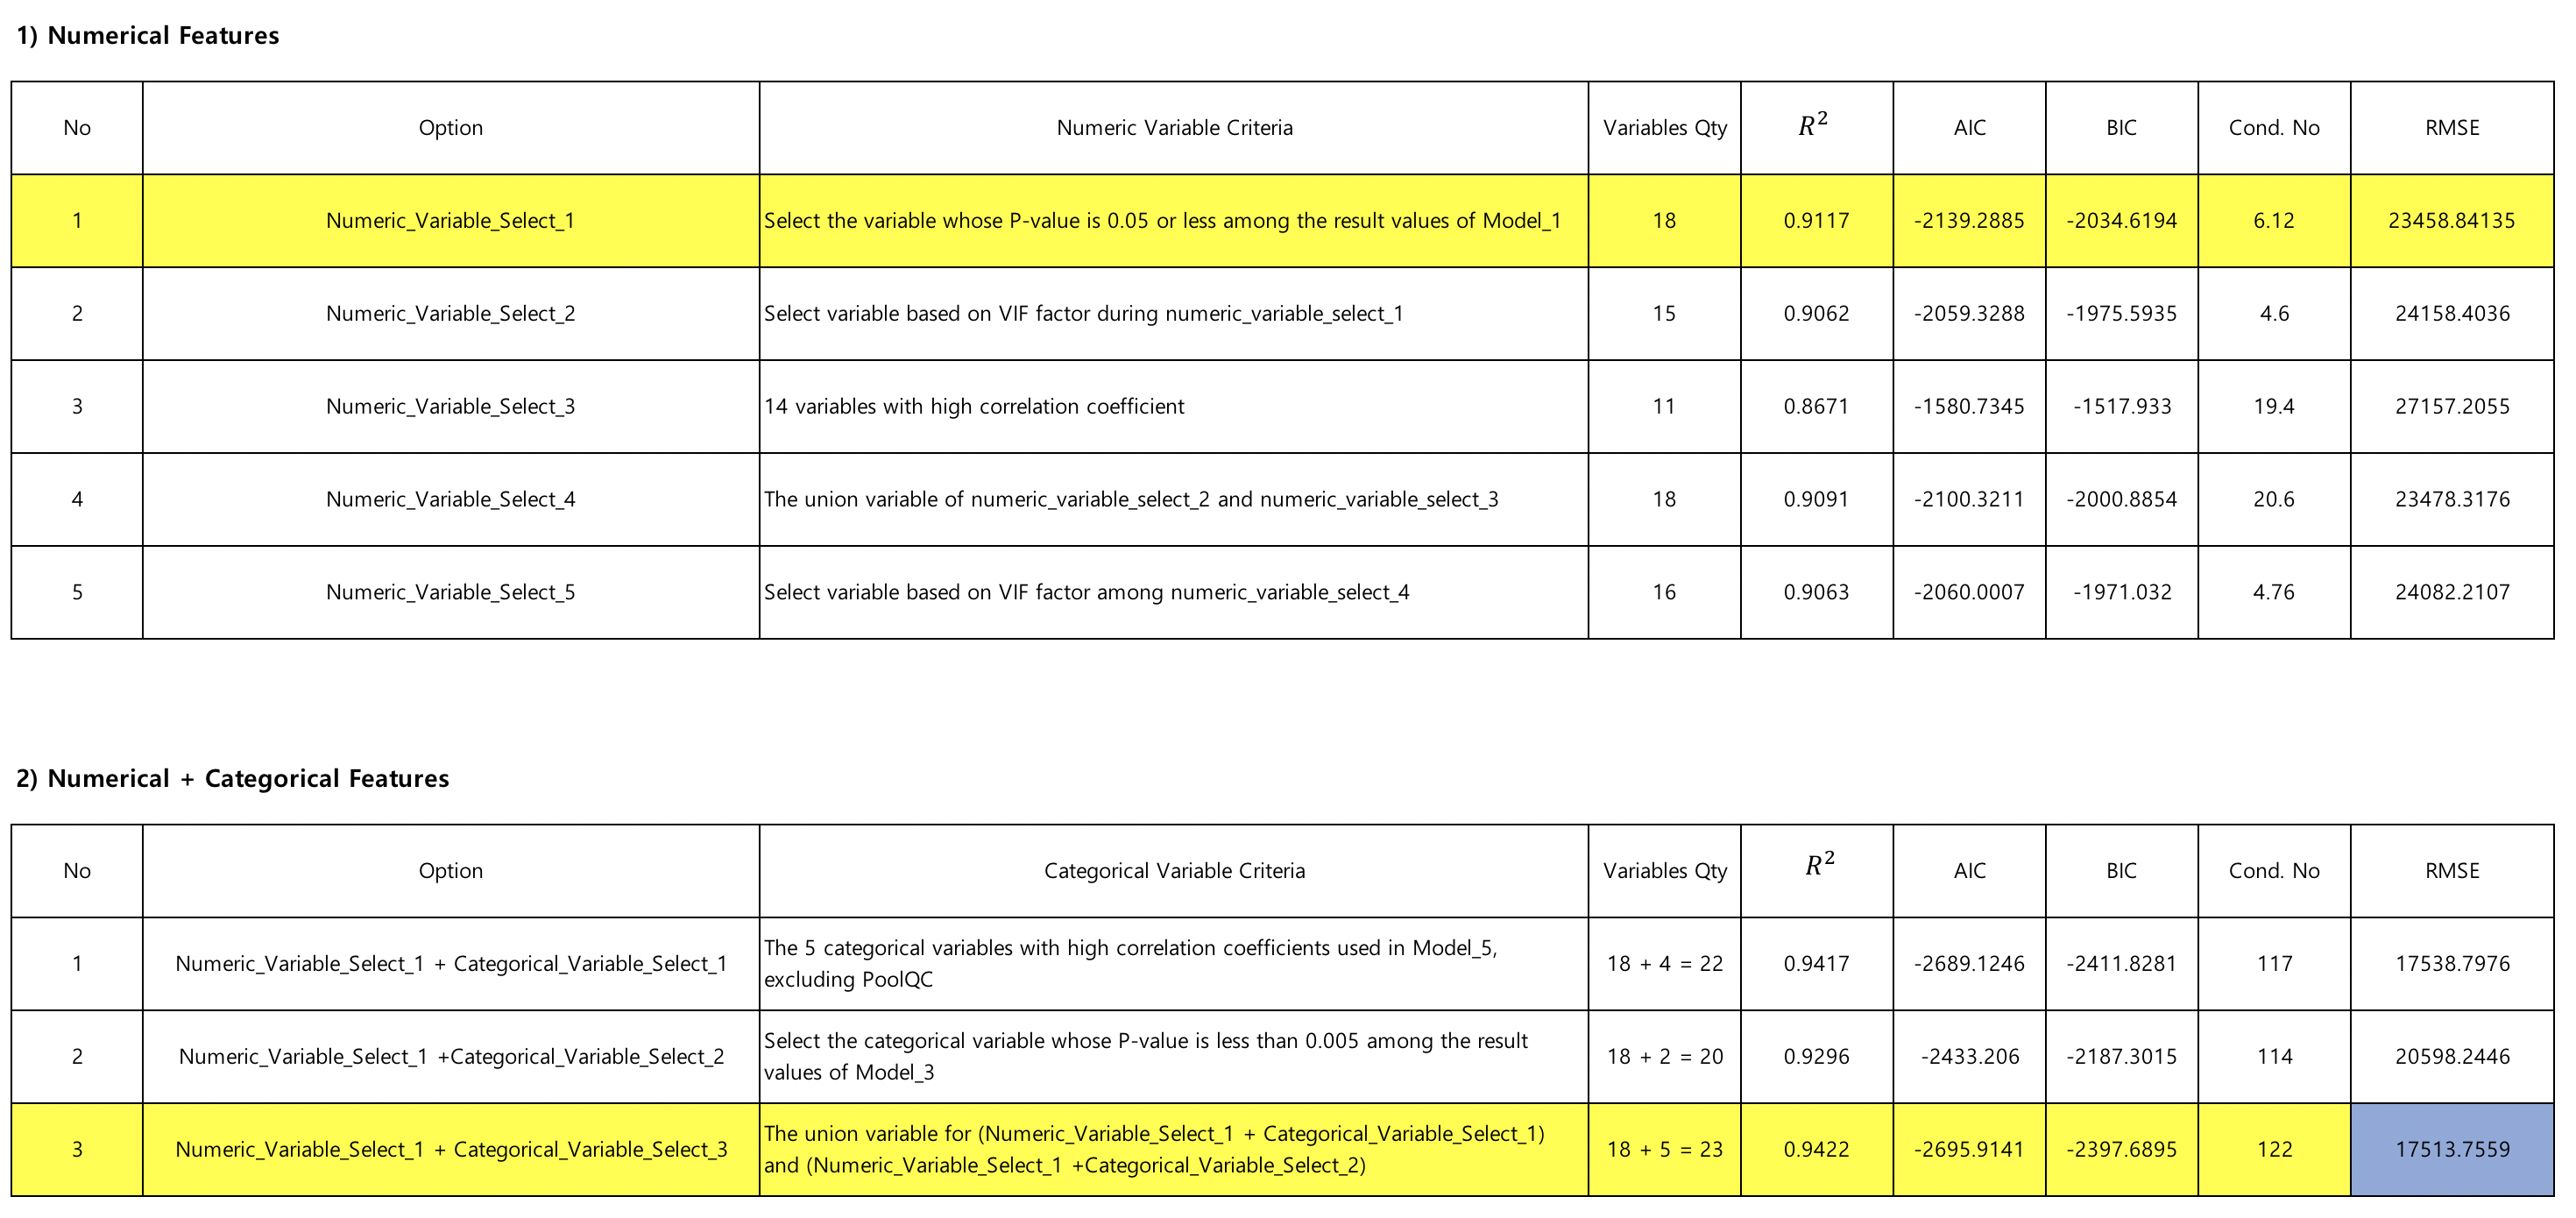 1) Numerical Features
No Option Numeric Variable Criteria Variables Qty R² AIC BIC Cond. No RMSE
1 Numeric_Variable_Select_1 Select the variable whose P-value is 0.05 or less among the result values of Model_1 18 0.9117 -2139.2885 -2034.6194 6.12 23458.84135
2 Numeric_Variable_Select_2 Select variable based on VIF factor during numeric_variable_select_1 15 0.9062 -2059.3288 -1975.5935 4.6 24158.4036
3 Numeric_Variable_Select_3 14 variables with high correlation coefficient 11 0.8671 -1580.7345 -1517.933 19.4 27157.2055
4 Numeric_Variable_Select_4 The union variable of numeric_variable_select_2 and numeric_variable_select_3 18 0.9091 -2100.3211 -2000.8854 20.6 23478.3176
5 Numeric_Variable_Select_5 Select variable based on VIF factor among numeric_variable_select_4 16 0.9063 -2060.0007 -1971.032 4.76 24082.2107
2) Numerical + Categorical Features
No Option Categorical Variable Criteria Variables Qty R² AIC BIC Cond. No RMSE
1 Numeric_Variable_Select_1 + Categorical_Variable_Select_1 The 5 categorical variables with high correlation coefficients used in Model_5,
excluding PoolQC 18 + 4 = 22 0.9417 -2689.1246 -2411.8281 117 17538.7976
2 Numeric_Variable_Select_1 +Categorical_Variable_Select_2 Select the categorical variable whose P-value is less than 0.005 among the result
values of Model_3 18 + 2 = 20 0.9296 -2433.206 -2187.3015 114 20598.2446
3 Numeric_Variable_Select_1 + Categorical_Variable_Select_3 The union variable for (Numeric_Variable_Select_1 + Categorical_Variable_Select_1)
and (Numeric_Variable_Select_1 +Categorical_Variable_Select_2) 18 + 5 = 23 0.9422 -2695.9141 -2397.6895 122 17513.7559